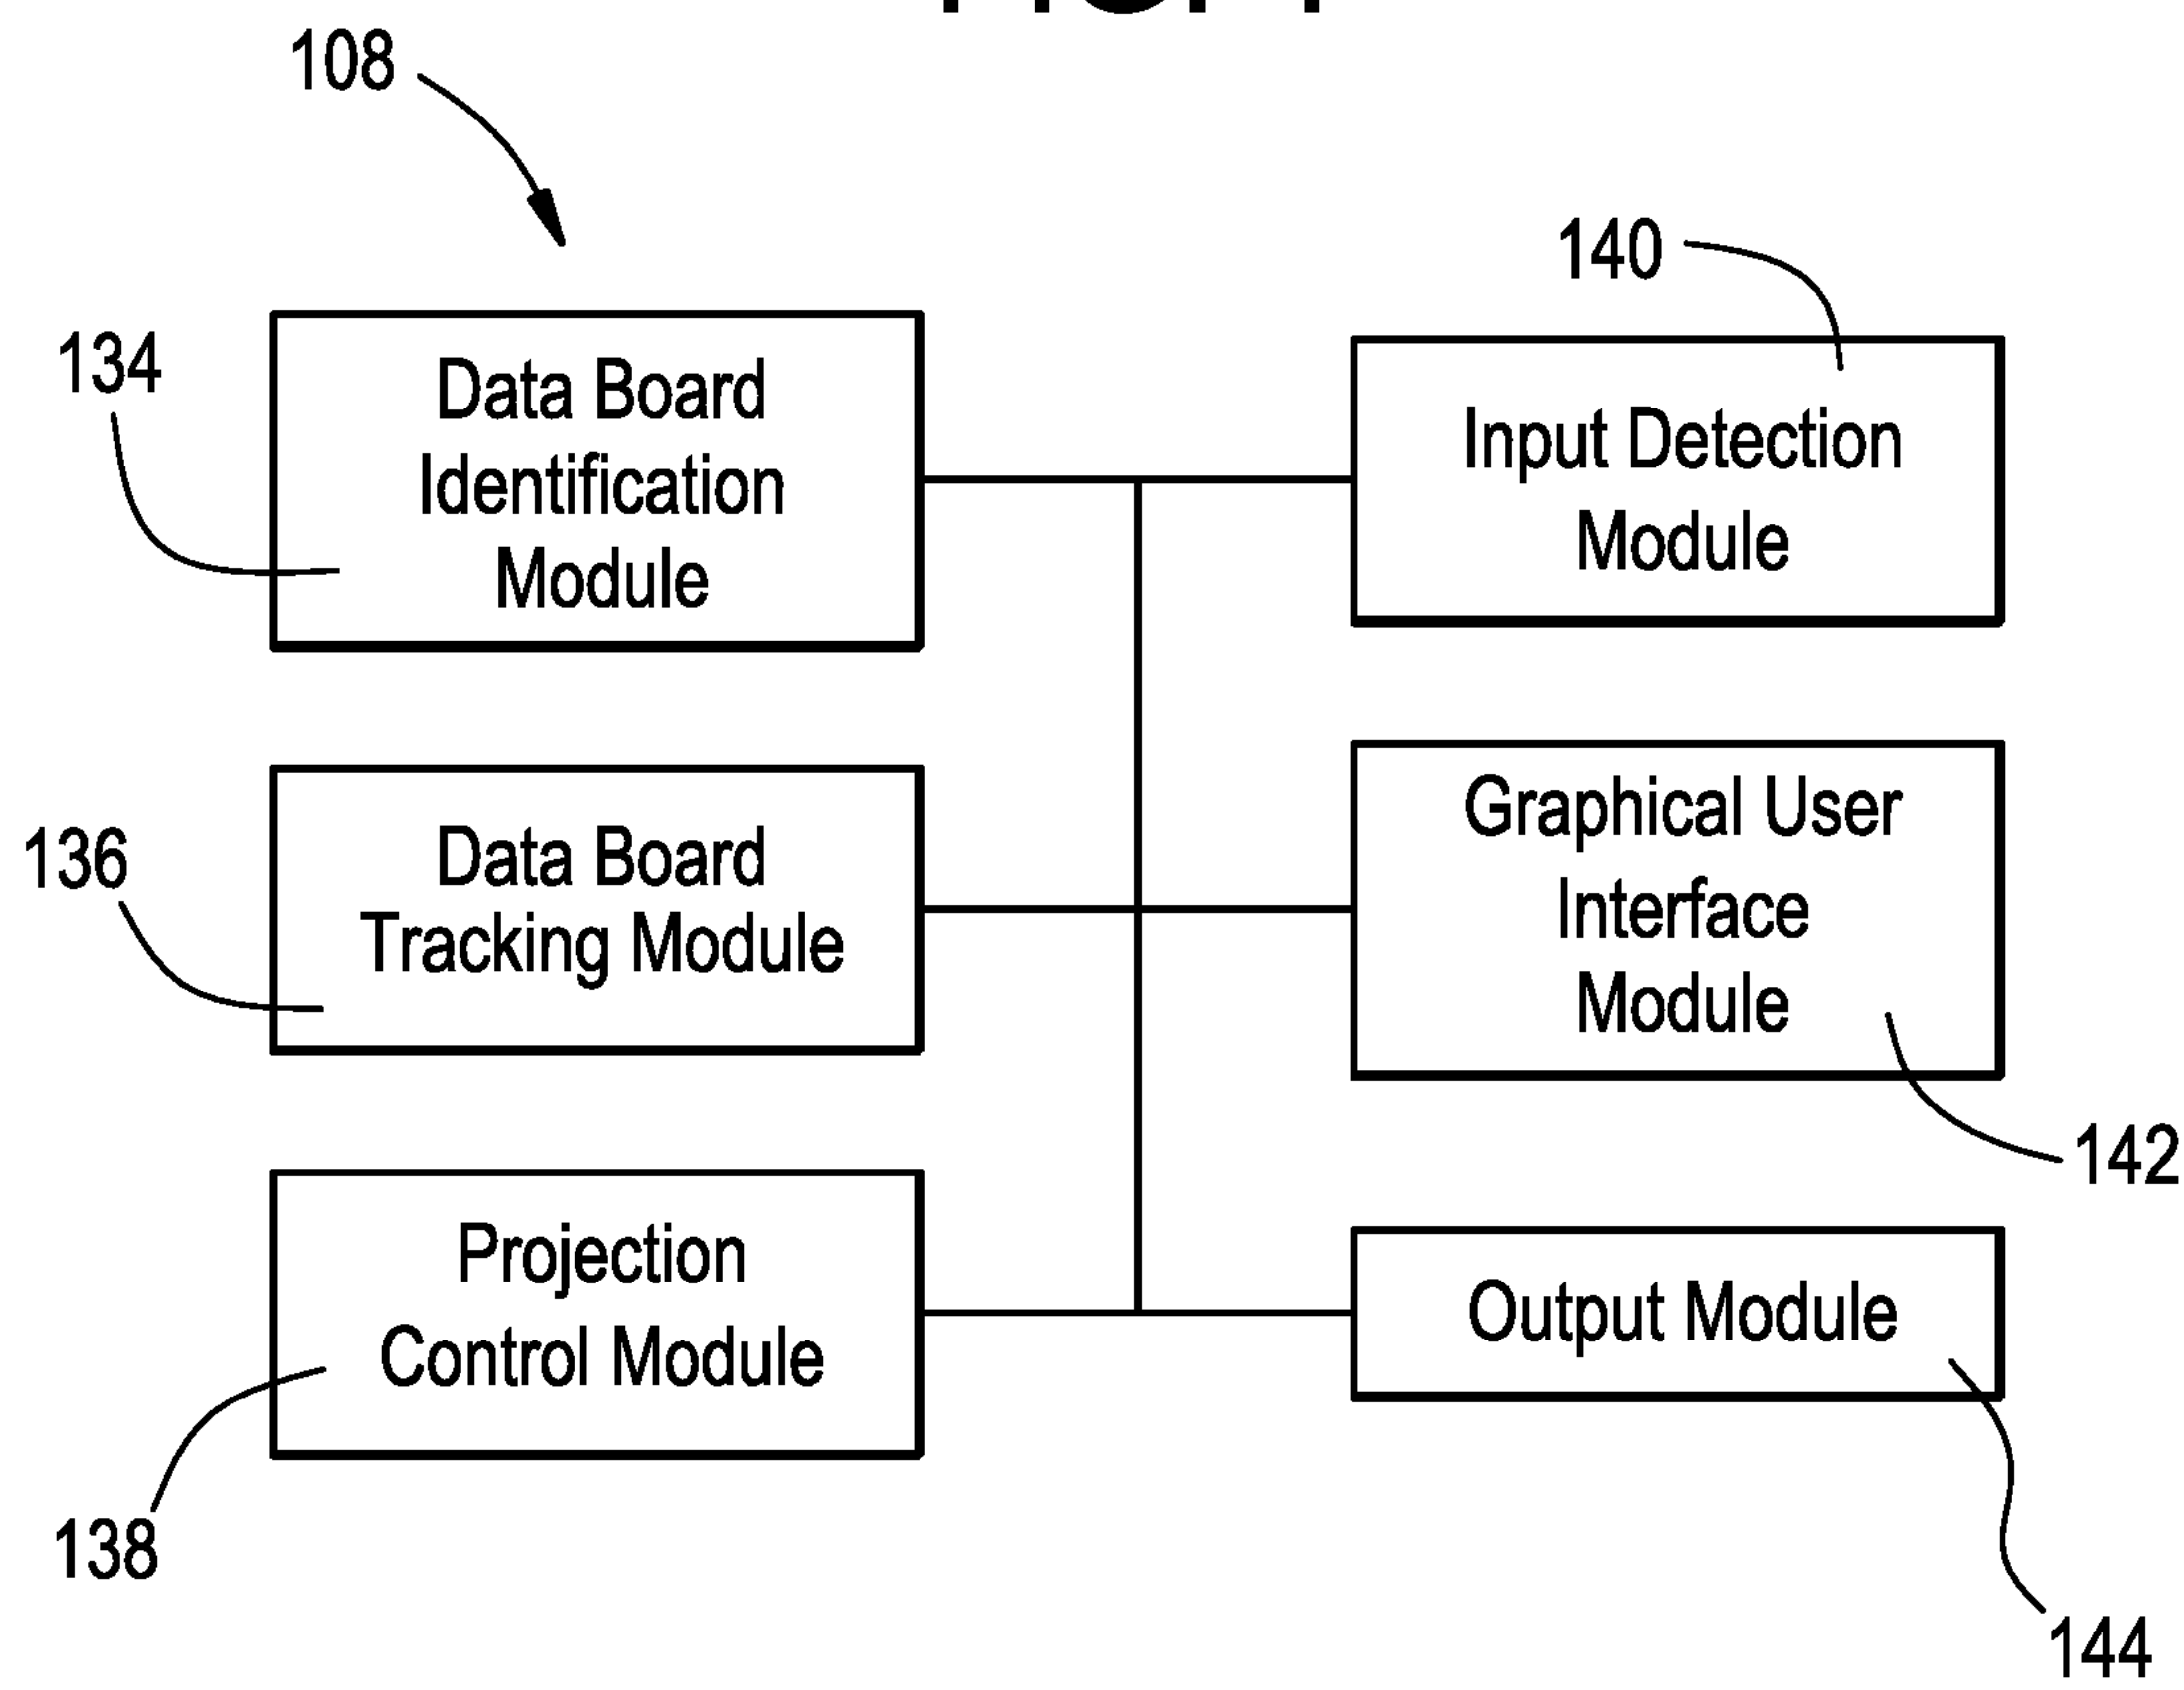 108
134
Data Board
Identification
Module
140
Input Detection
Module
136
Data Board
Tracking Module
Graphical User
Interface
Module
142
138
Projection
Control Module
Output Module
144